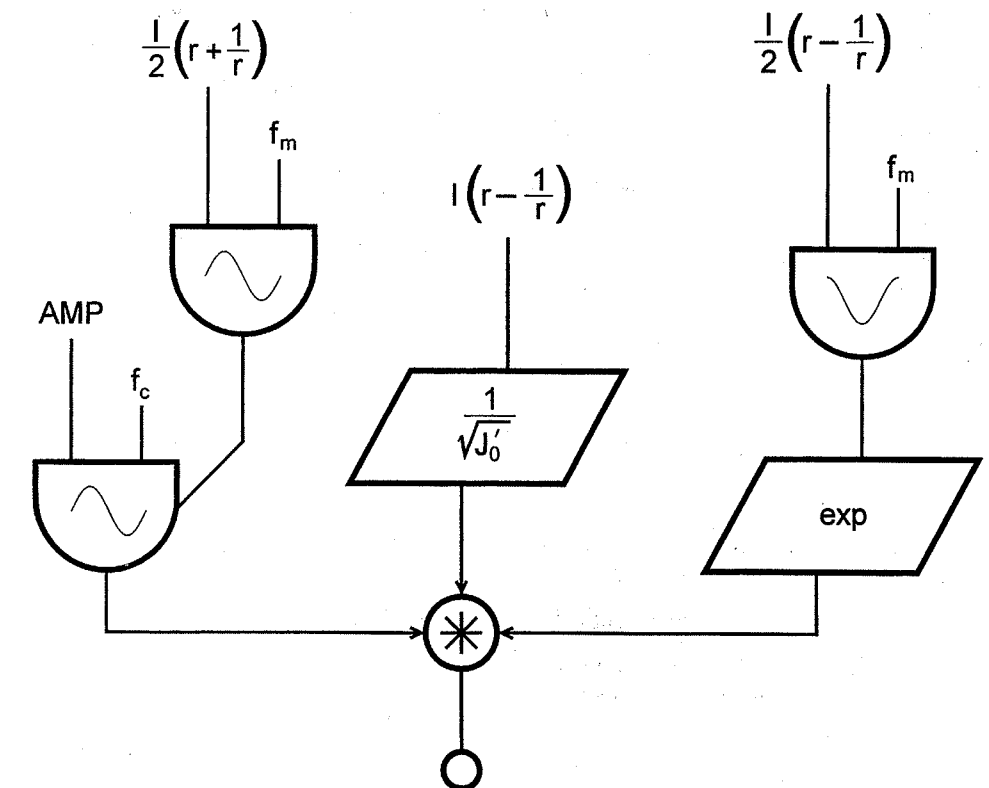 I/2 (r + 1/r)
f_m
AMP
f_c
I (r − 1/r)
1/√J₀′
I/2 (r − 1/r)
f_m
exp